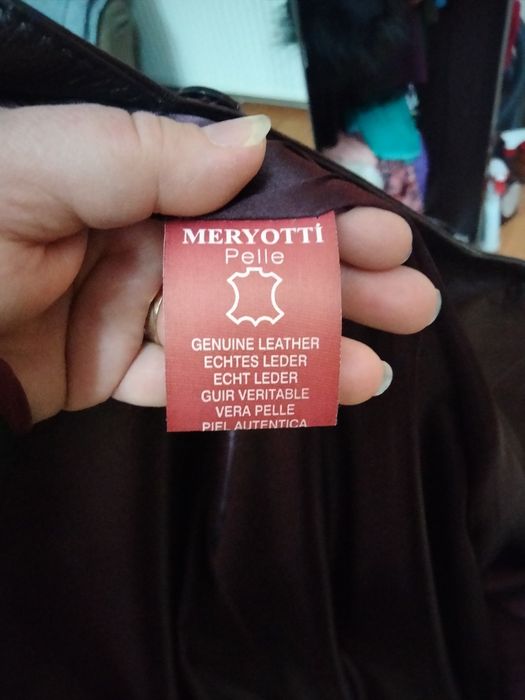 MERYOTTİ
Pelle
GENUINE LEATHER
ECHTES LEDER
ECHT LEDER
GUIR VERITABLE
VERA PELLE
PIEL AUTENTICA